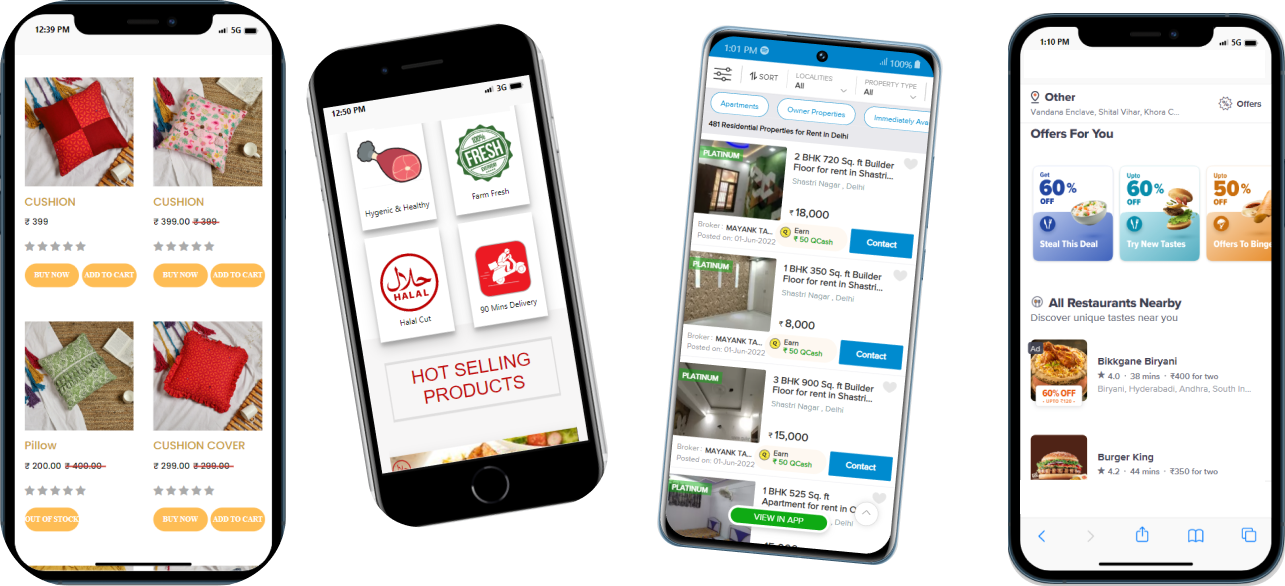 12:39 PM
5G
CUSHION
₹ 399
CUSHION
₹ 399.00 ₹ 399
BUY NOW
ADD TO CART
BUY NOW
ADD TO CART
Pillow
₹ 200.00 ₹ 400.00
CUSHION COVER
₹ 299.00 ₹ 299.00
OUT OF STOCK
BUY NOW
ADD TO CART
12:50 PM
3G
Hygenic & Healthy
100%
FRESH
Farm Fresh
حلال
HALAL
Halal Cut
90 Mins Delivery
HOT SELLING
PRODUCTS
1:01 PM
100%
SORT
LOCALITIES
All
PROPERTY TYPE
All
Apartments
Owner Properties
Immediately Ava
481 Residential Properties for Rent in Delhi
PLATINUM
2 BHK 720 Sq. ft Builder
Floor for rent in Shastri...
Shastri Nagar , Delhi
₹ 18,000
Broker : MAYANK TA...
Posted on: 01-Jun-2022
Earn
₹ 50 QCash
Contact
PLATINUM
1 BHK 350 Sq. ft Builder
Floor for rent in Shastri...
Shastri Nagar , Delhi
₹ 8,000
Broker : MAYANK TA...
Posted on: 01-Jun-2022
Earn
₹ 50 QCash
Contact
PLATINUM
3 BHK 900 Sq. ft Builder
Floor for rent in Shastri...
Shastri Nagar , Delhi
₹ 15,000
Broker : MAYANK TA...
Posted on: 01-Jun-2022
Earn
₹ 50 QCash
Contact
PLATINUM
1 BHK 525 Sq. ft
Apartment for rent in
, Delhi
VIEW IN APP
1:10 PM
5G
Other
Vandana Enclave, Shital Vihar, Khora C...
Offers
Offers For You
Get
60%
OFF
Steal This Deal
Upto
60%
OFF
Try New Tastes
Upto
50%
OFF
Offers To Binge
All Restaurants Nearby
Discover unique tastes near you
Ad
60% OFF
UPTO ₹120
Bikkgane Biryani
★ 4.0 · 38 mins · ₹400 for two
Biryani, Hyderabadi, Andhra, South In...
Burger King
★ 4.2 · 44 mins · ₹350 for two